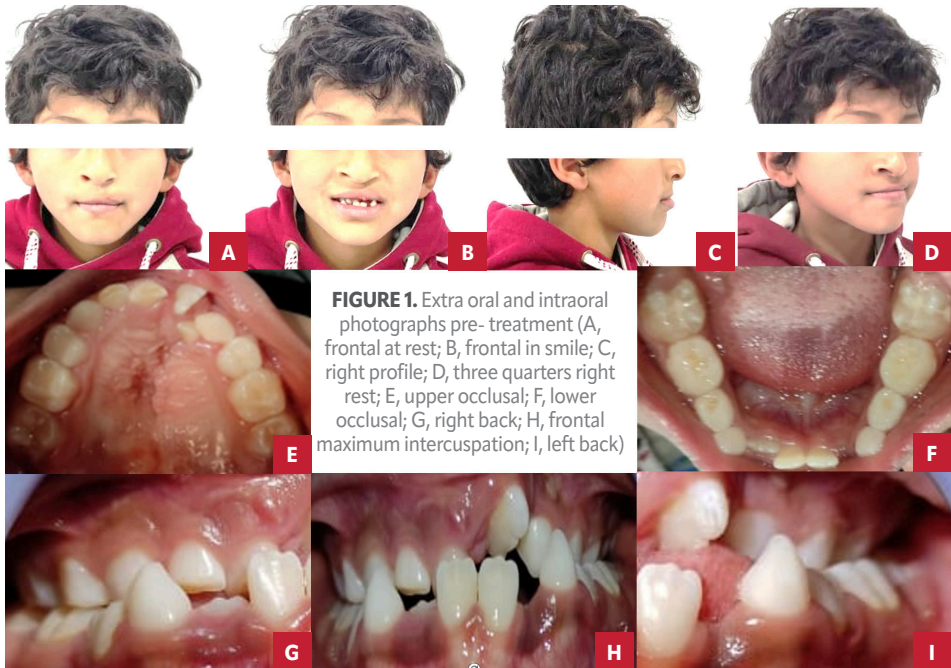 A
B
C
D
FIGURE 1. Extra oral and intraoral
photographs pre- treatment (A,
frontal at rest; B, frontal in smile; C,
right profile; D, three quarters right
rest; E, upper occlusal; F, lower
occlusal; G, right back; H, frontal
maximum intercuspation; I, left back)
E
F
G
H
I